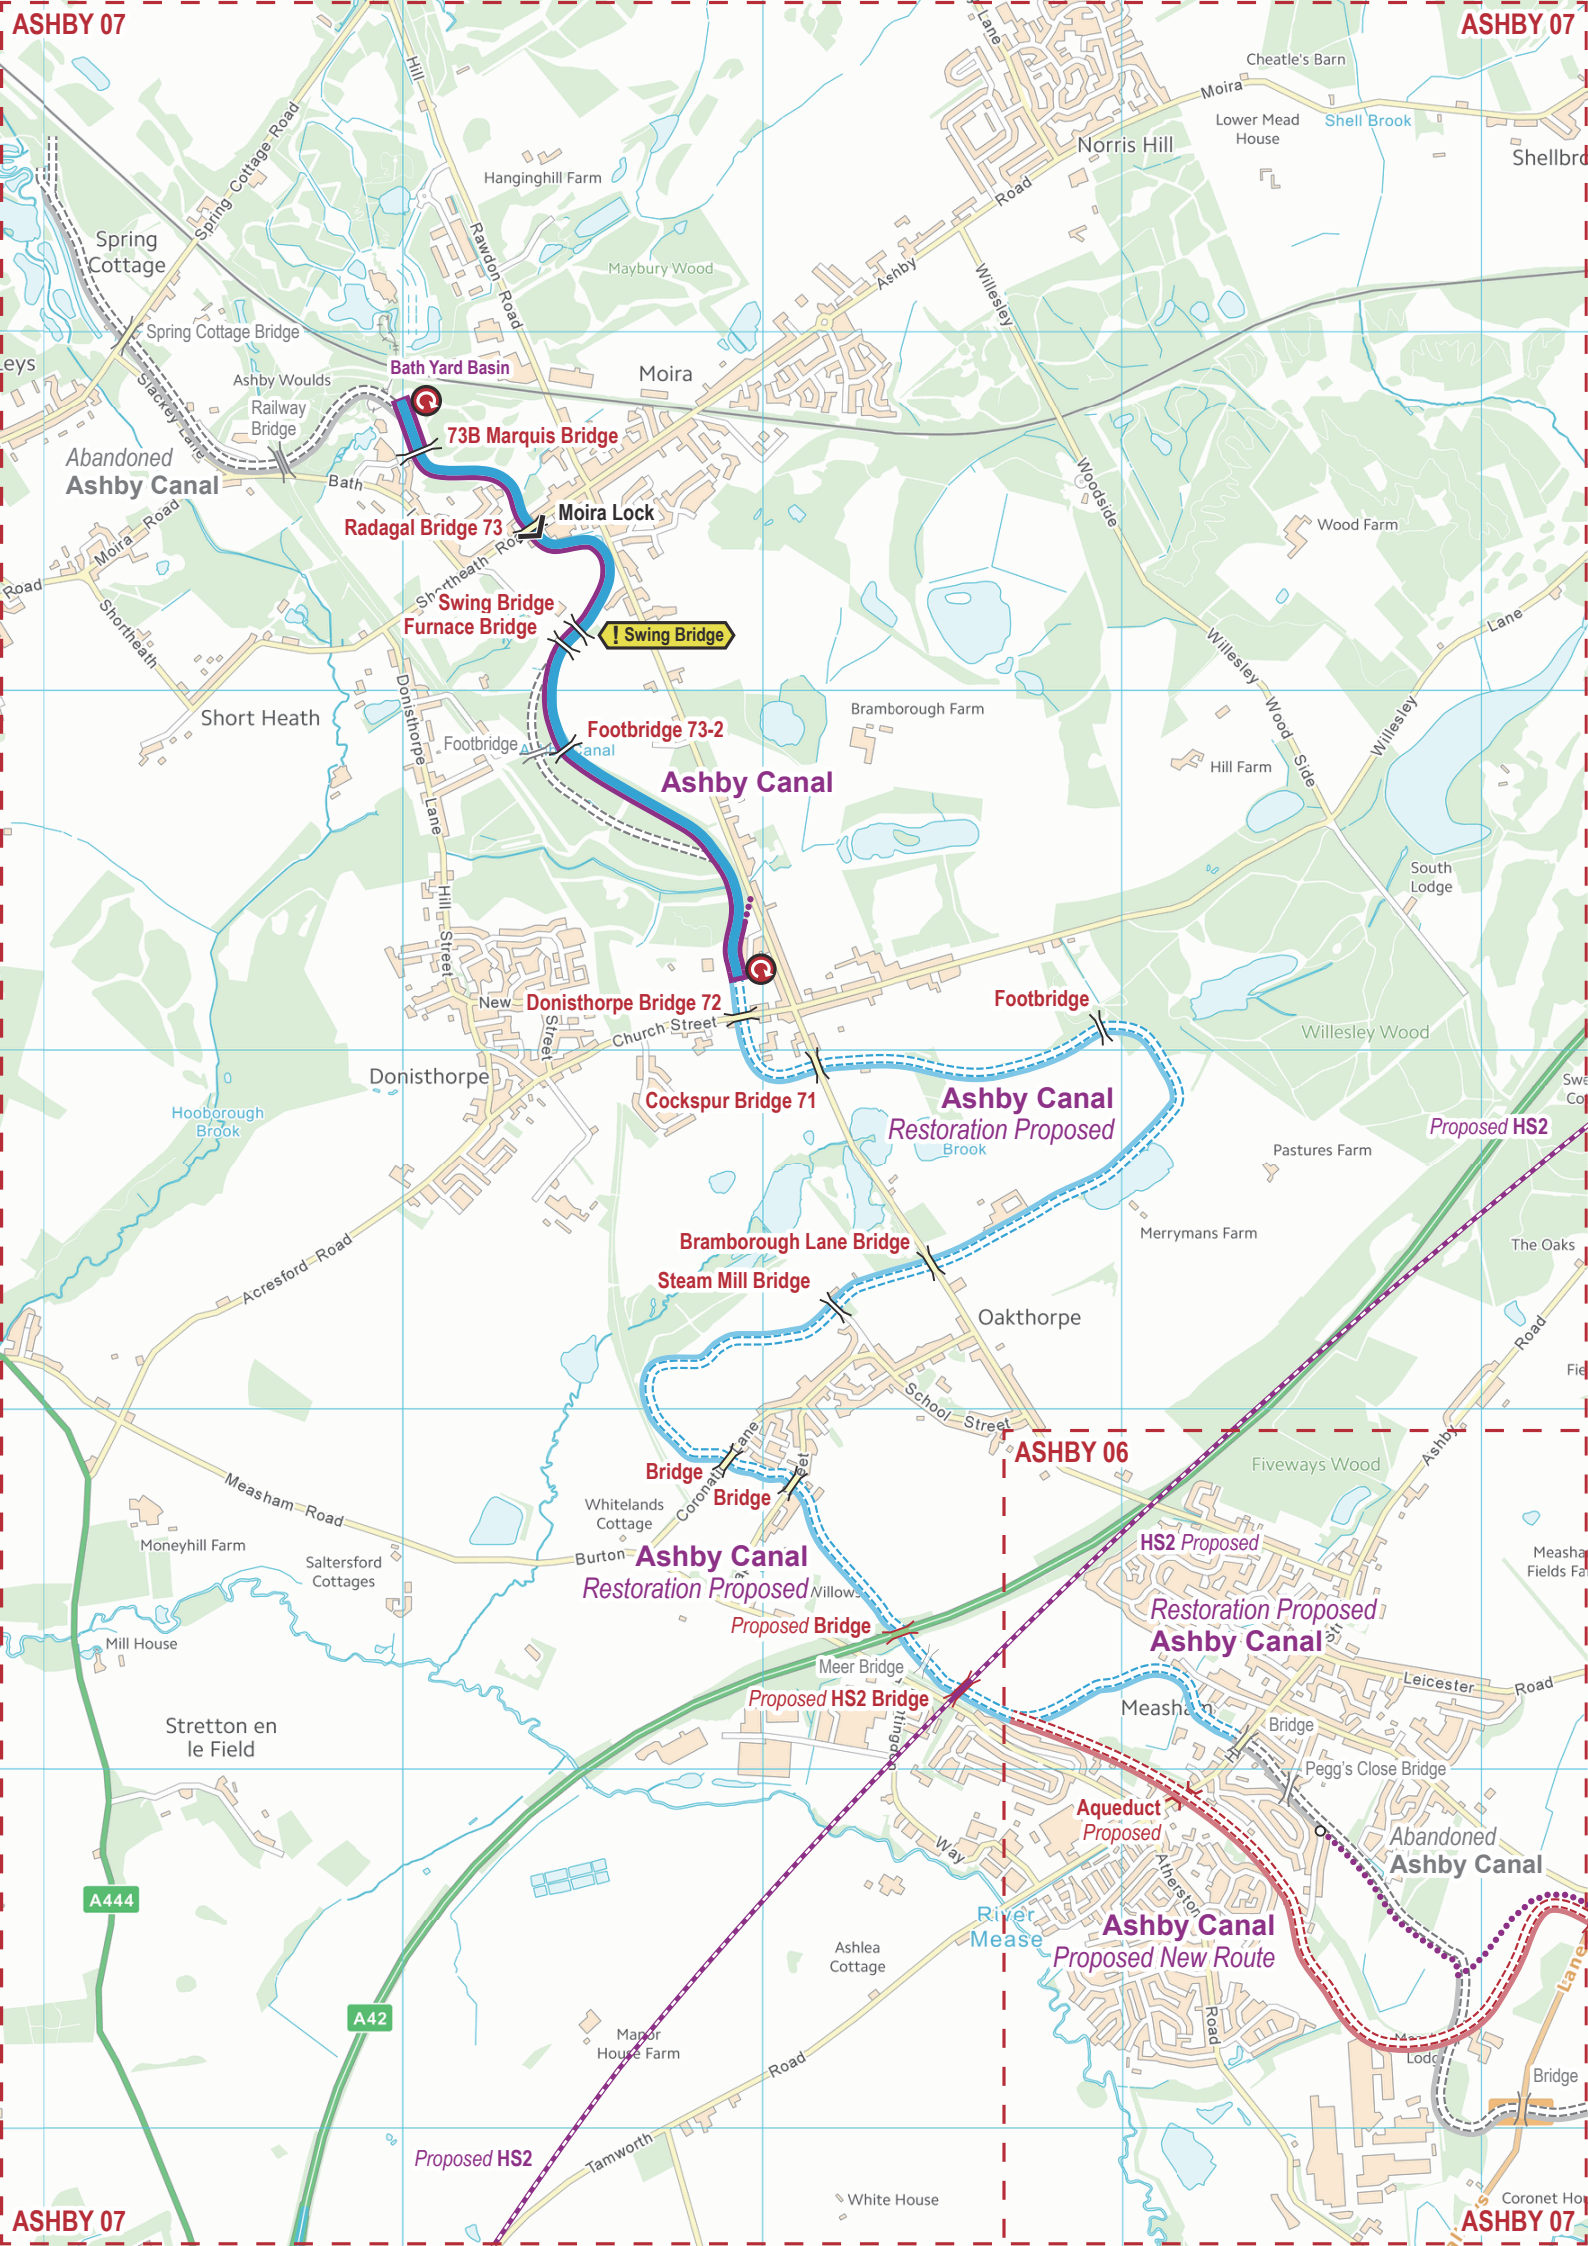 ASHBY 07
ASHBY 07
Hill
Lane
Cheatle's Barn
Moira
Lower Mead
House
Shell Brook
Norris Hill
Spring Cottage Road
Hanginghill Farm
Road
Spring
Cottage
Rawdon
Road
Maybury Wood
Ashby
Willesley
Spring Cottage Bridge
Bath Yard Basin
Moira
Ashby Woulds
Slackey Lane
Railway
Bridge
73B Marquis Bridge
Abandoned
Ashby Canal
Bath
Woodside
Moira Lock
Radagal Bridge 73
Wood Farm
Moira Road
Road
Shortheath
Shortheath
Swing Bridge
Furnace Bridge
! Swing Bridge
Lane
Willesley
Wood
Side
Willesley
Short Heath
Donisthorpe
Lane
Bramborough Farm
Footbridge
Footbridge 73-2
Hill Farm
Ashby Canal
South
Lodge
Hill
Street
New
Street
Donisthorpe Bridge 72
Church Street
Footbridge
Willesley Wood
Donisthorpe
Cockspur Bridge 71
Ashby Canal
Restoration Proposed
Brook
Hooborough
Brook
Proposed HS2
Pastures Farm
Merrymans Farm
The Oaks
Acresford Road
Bramborough Lane Bridge
Steam Mill Bridge
Oakthorpe
Road
School Street
ASHBY 06
Ashby
Fiveways Wood
Bridge
Bridge
Measham Road
Whitelands
Cottage
Moneyhill Farm
Saltersford
Cottages
Burton
Ashby Canal
Restoration Proposed
HS2 Proposed
Restoration Proposed
Ashby Canal
Mill House
Proposed Bridge
Meer Bridge
Proposed HS2 Bridge
Leicester Road
Measham
Stretton en
le Field
Bridge
Pegg's Close Bridge
Aqueduct
Proposed
Way
Abandoned
Ashby Canal
A444
River
Mease
Ashby Canal
Proposed New Route
Ashlea
Cottage
A42
Road
Lane
Manor
House Farm
Road
Bridge
Tamworth
Proposed HS2
White House
ASHBY 07
ASHBY 07